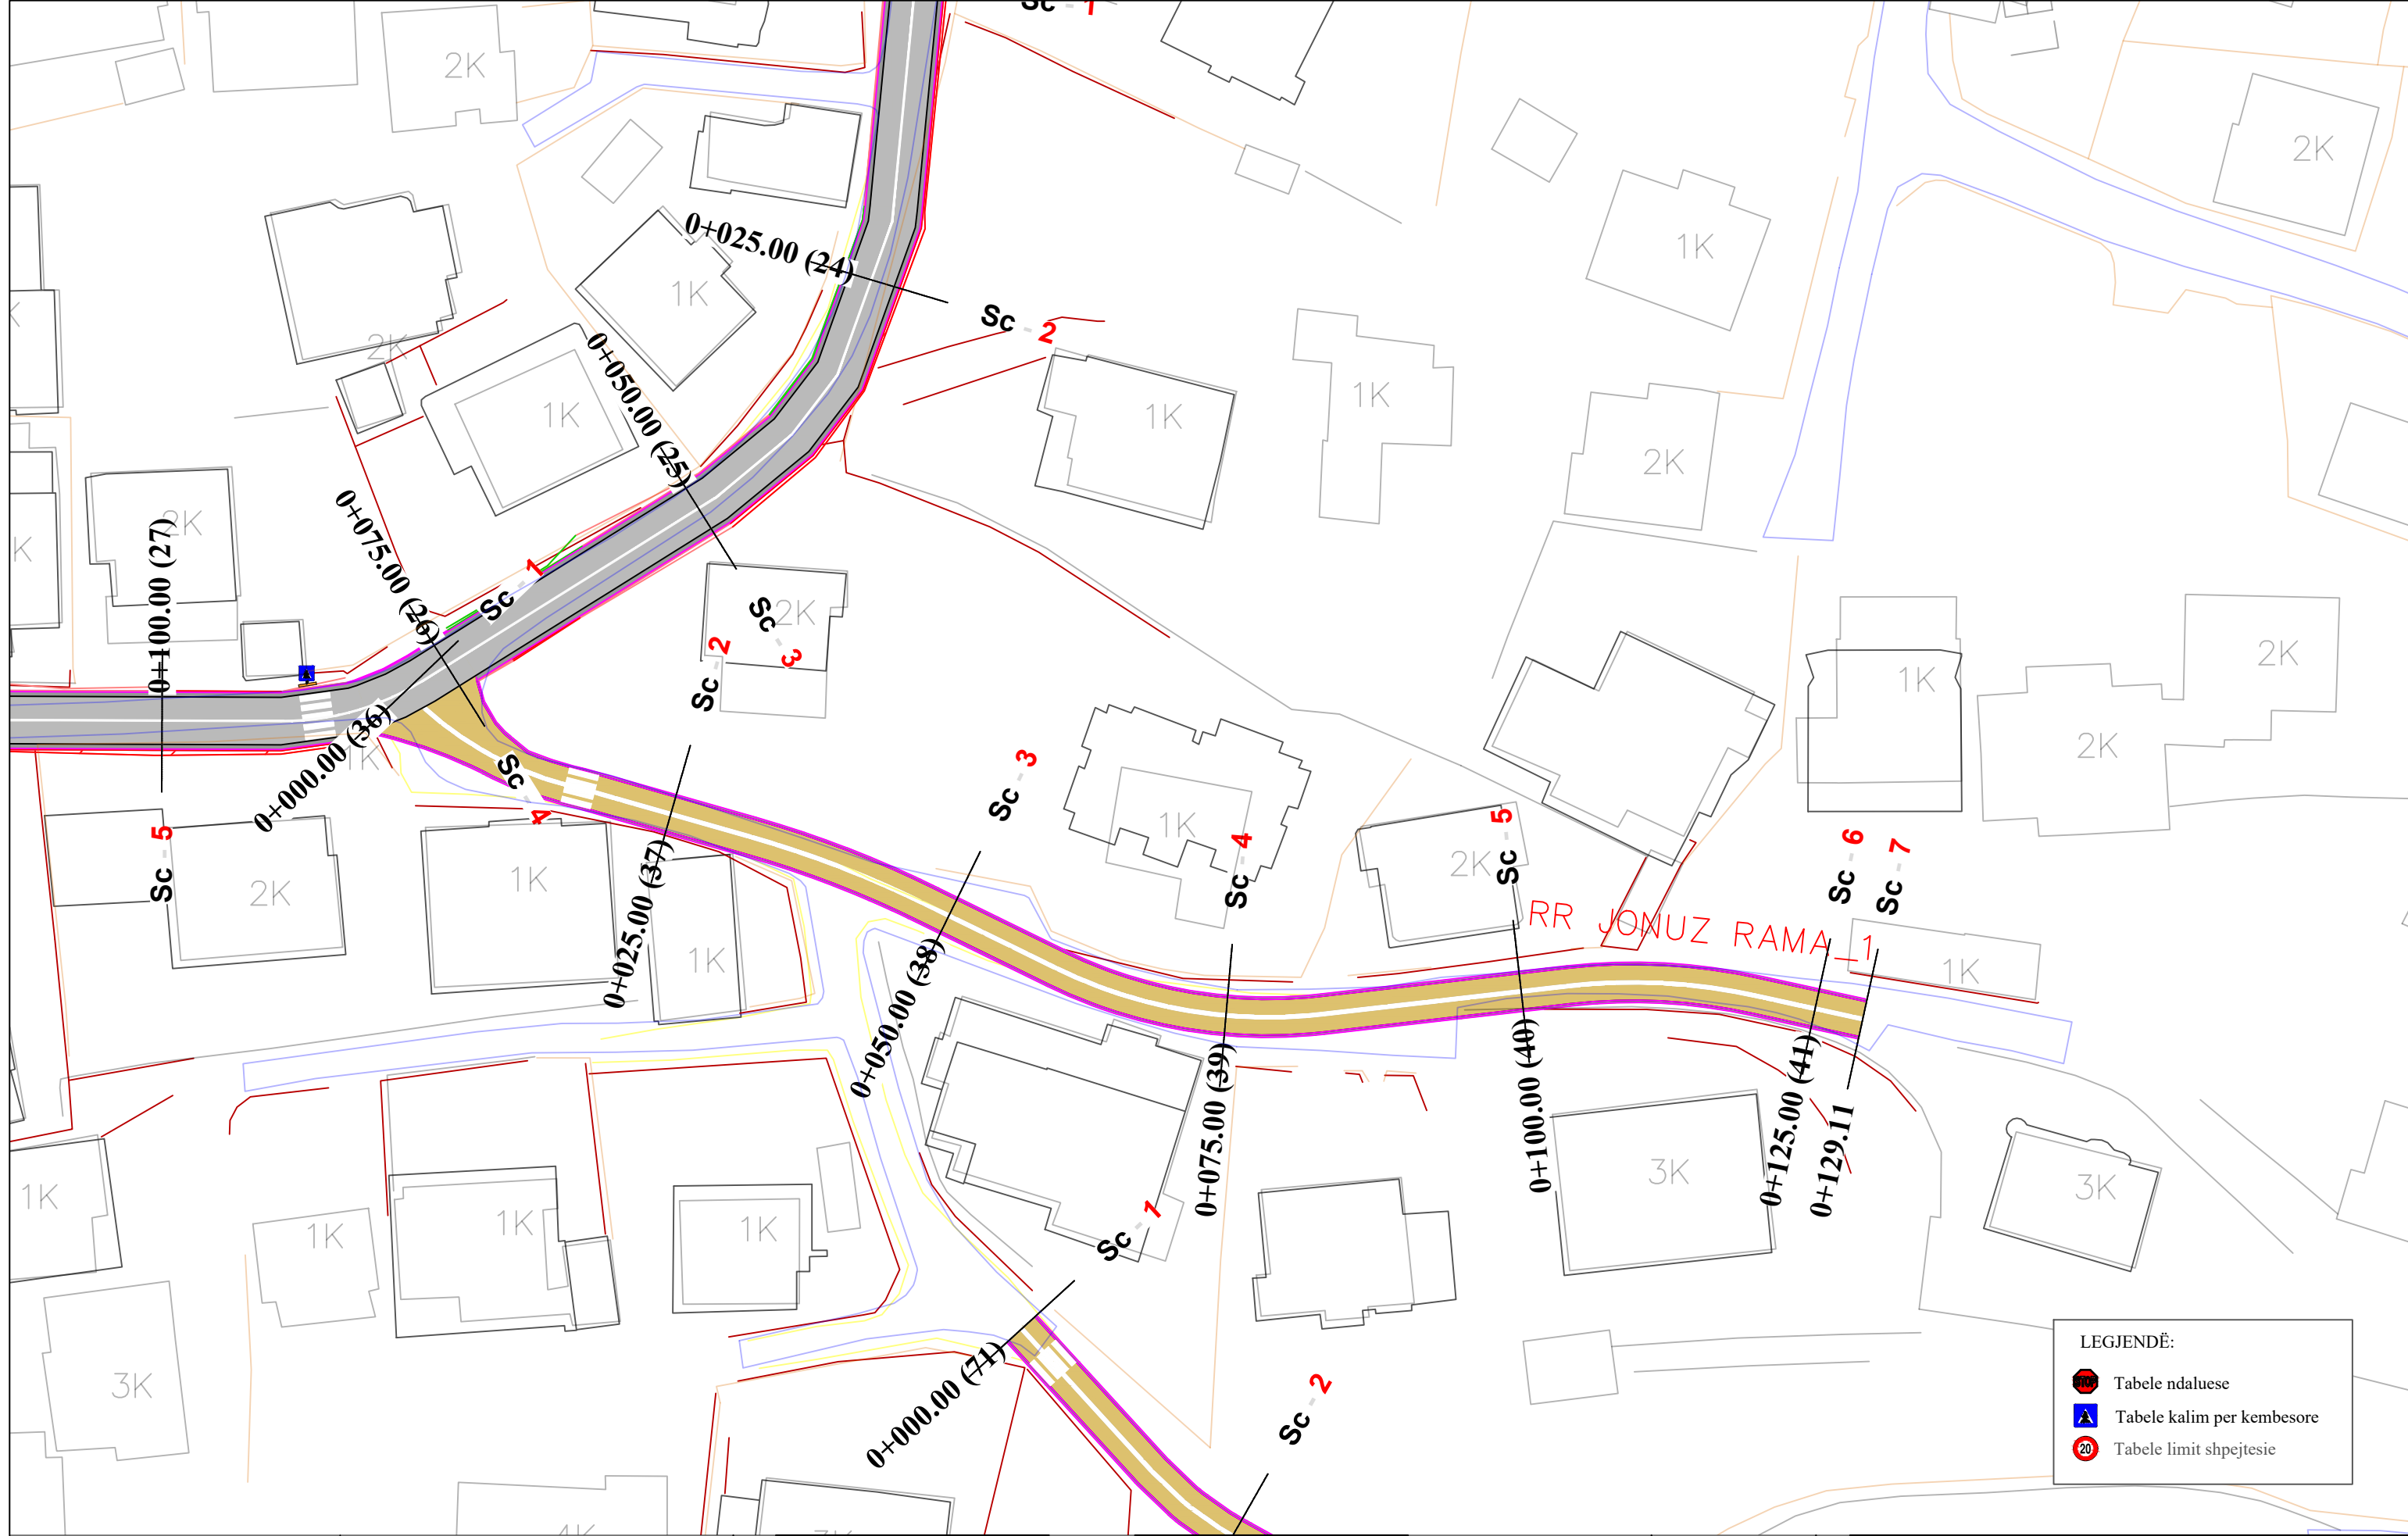 Sc - 1
2K
2K
0+025.00 (24)
1K
1K
Sc - 2
2K
1K
0+050.00 (25)
1K
1K
1K
2K
0+075.00 (26)
2K
0+100.00 (27)
K
K
Sc - 1
Sc - 3
2K
Sc - 2
2K
1K
2K
0+000.00 (36)
1K
Sc - 4
Sc - 3
1K
Sc - 4
Sc - 5
2K
Sc - 6
Sc - 7
Sc - 5
2K
1K
0+025.00 (37)
1K
RR JONUZ RAMA_1
1K
0+050.00 (38)
0+075.00 (39)
0+100.00 (40)
0+125.00 (41)
0+129.11
3K
3K
1K
1K
1K
1K
Sc - 1
3K
0+000.00 (71)
Sc - 2
4K
3K
LEGJENDË:
STOP Tabele ndaluese
Tabele kalim per kembesore
20 Tabele limit shpejtesie